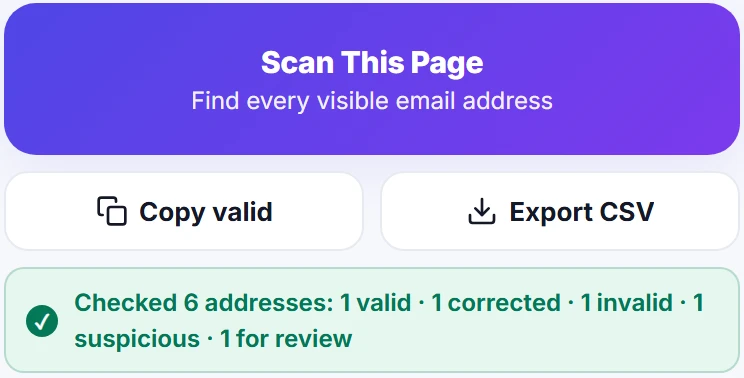 Scan This Page
Find every visible email address
Copy valid
Export CSV
Checked 6 addresses: 1 valid · 1 corrected · 1 invalid · 1
suspicious · 1 for review